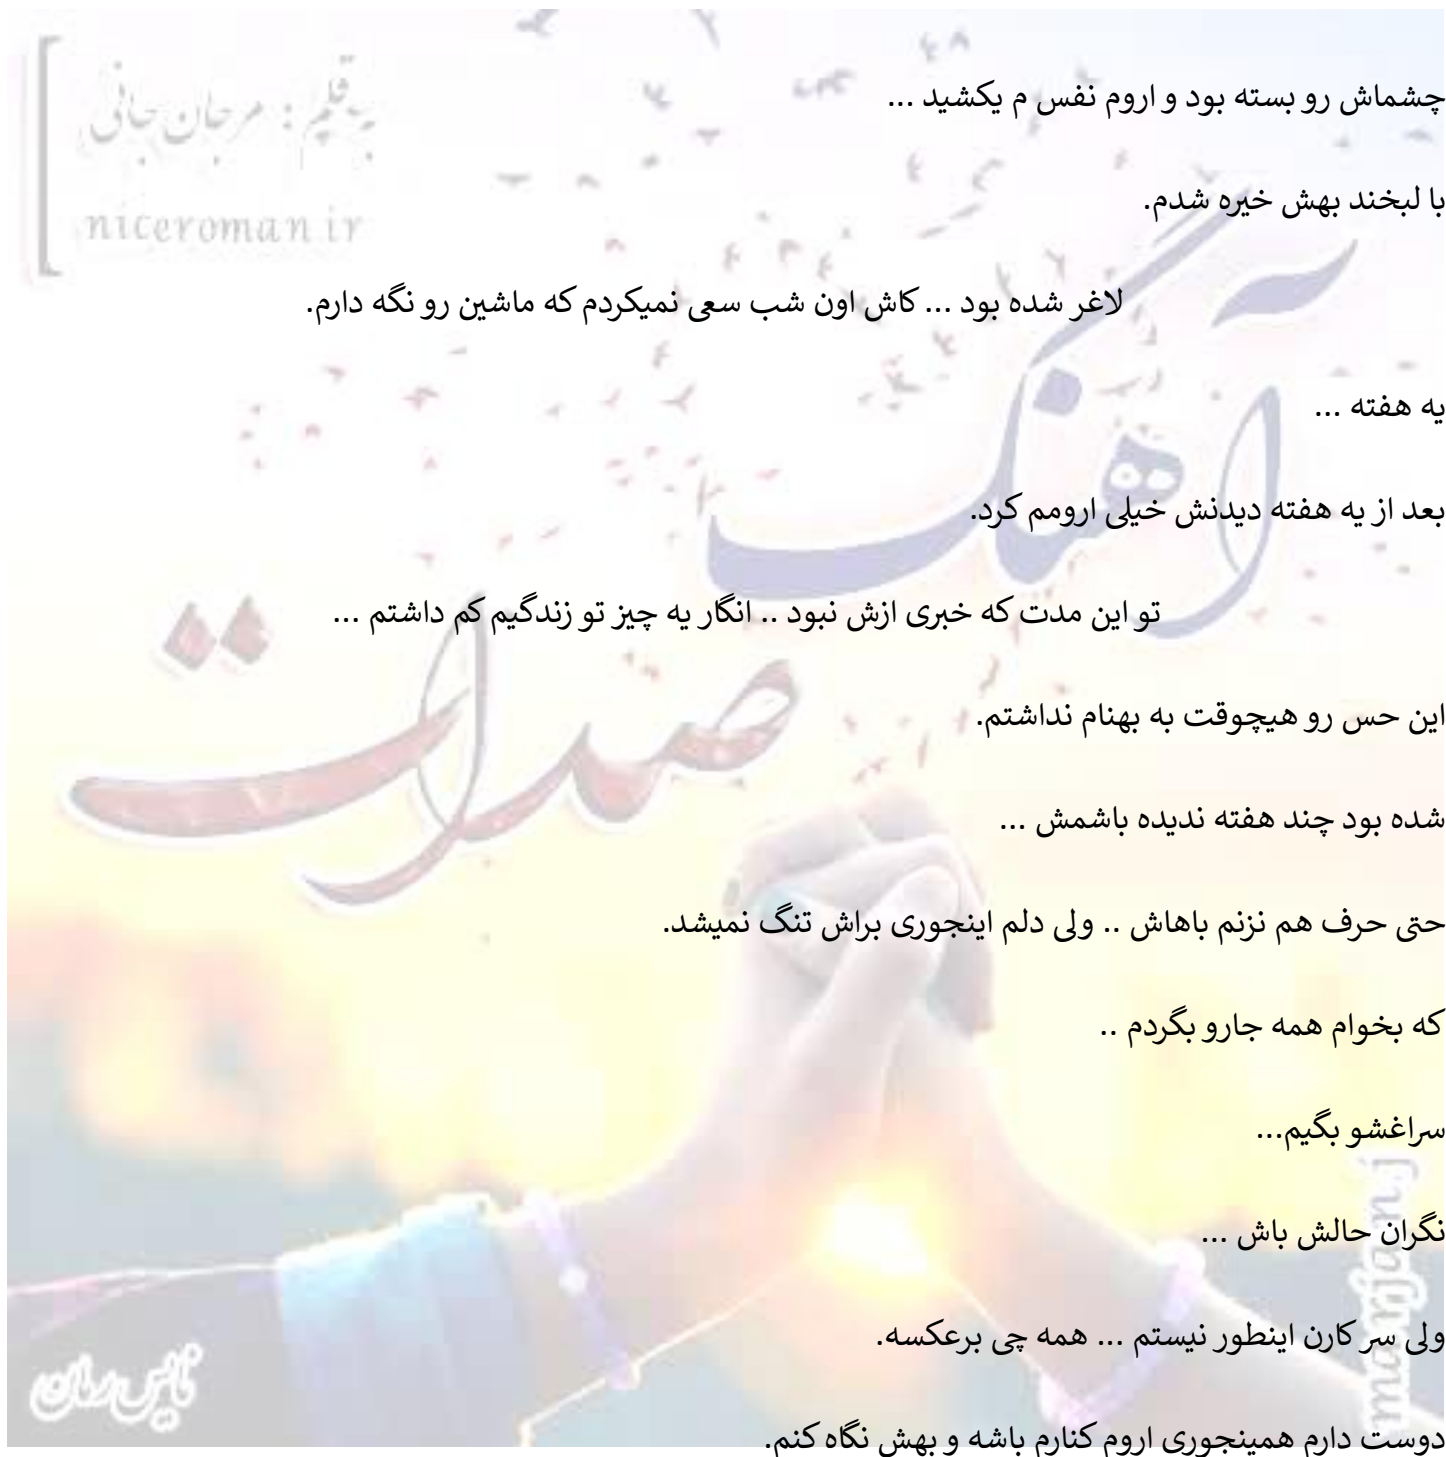 به قلم : مرجان جانی
niceroman.ir
چشماش رو بسته بود و اروم نفس م یکشید ...
با لبخند بهش خیره شدم.
لاغر شده بود ... کاش اون شب سعی نمیکردم که ماشین رو نگه دارم.
یه هفته ...
بعد از یه هفته دیدنش خیلی ارومم کرد.
تو این مدت که خبری ازش نبود .. انگار یه چیز تو زندگیم کم داشتم ...
این حس رو هیچوقت به بهنام نداشتم.
شده بود چند هفته ندیده باشمش ...
حتی حرف هم نزنم باهاش .. ولی دلم اینجوری براش تنگ نمیشد.
که بخوام همه جارو بگردم ..
سراغشو بگیم...
نگران حالش باش ...
ولی سر کارن اینطور نیستم ... همه چی برعکسه.
دوست دارم همینجوری اروم کنارم باشه و بهش نگاه کنم.
آهنگ
صدات
marjan.j
نایس رمان